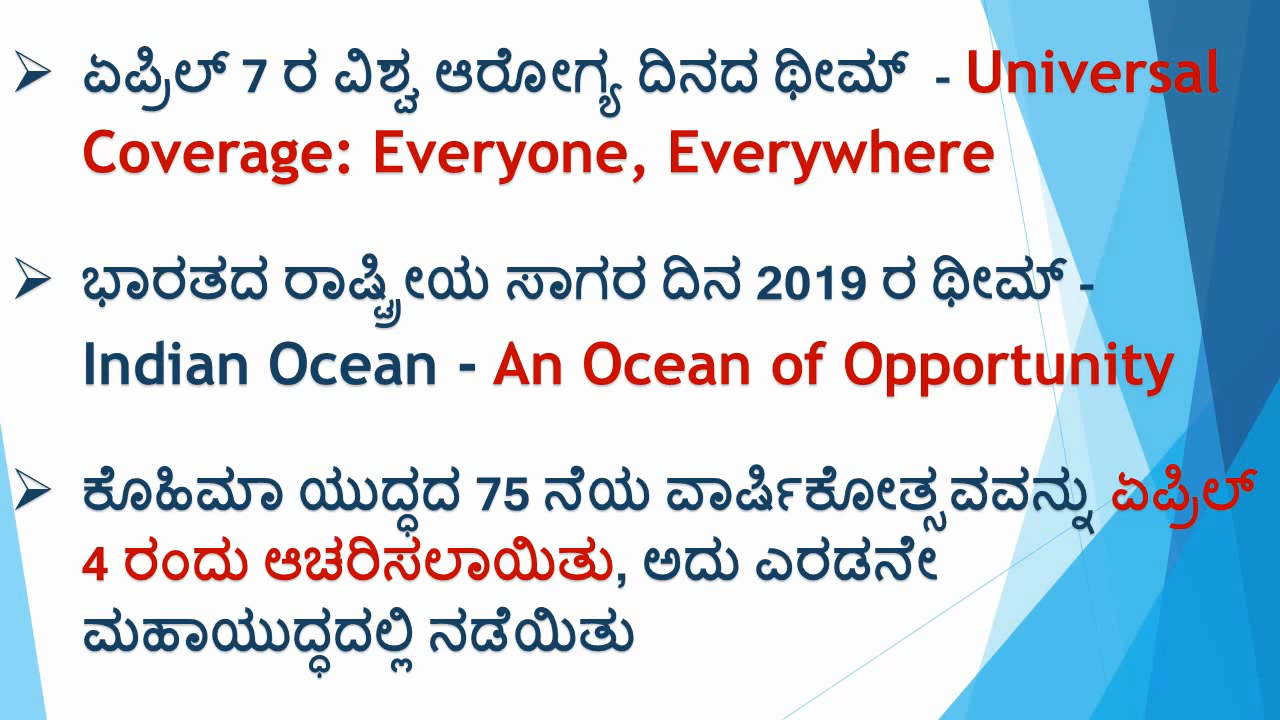 ➢ ಏಪ್ರಿಲ್ 7 ರ ವಿಶ್ವ ಆರೋಗ್ಯ ದಿನದ ಥೀಮ್ - Universal
Coverage: Everyone, Everywhere
➢ ಭಾರತದ ರಾಷ್ಟ್ರೀಯ ಸಾಗರ ದಿನ 2019 ರ ಥೀಮ್ -
Indian Ocean - An Ocean of Opportunity
➢ ಕೊಹಿಮಾ ಯುದ್ಧದ 75 ನೆಯ ವಾರ್ಷಿಕೋತ್ಸವವನ್ನು ಏಪ್ರಿಲ್
4 ರಂದು ಆಚರಿಸಲಾಯಿತು, ಅದು ಎರಡನೇ
ಮಹಾಯುದ್ಧದಲ್ಲಿ ನಡೆಯಿತು